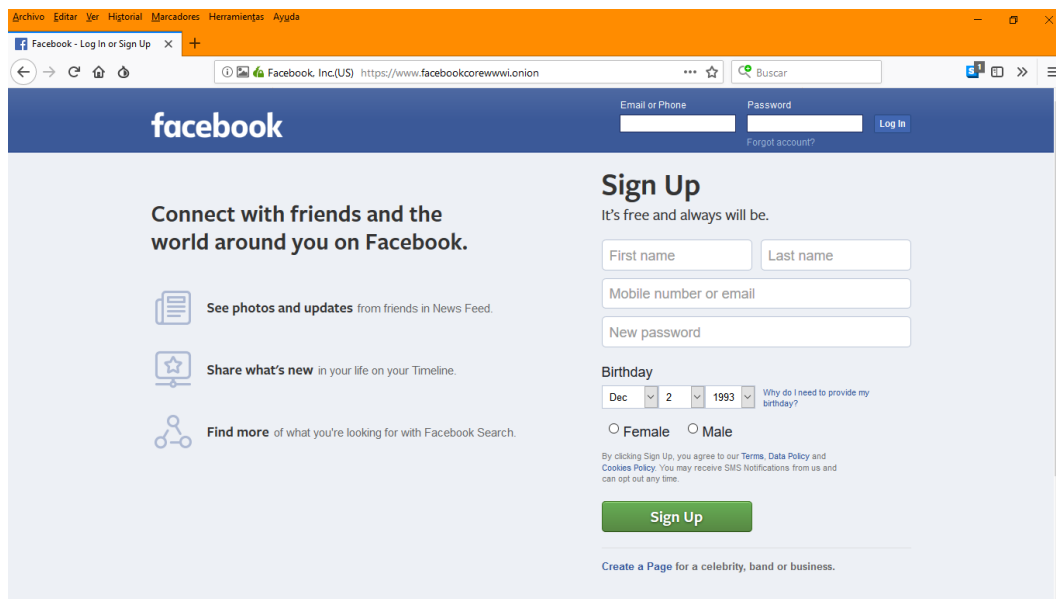 Archivo Editar Ver Historial Marcadores Herramientas Ayuda
Facebook - Log In or Sign Up
Facebook, Inc.(US) https://www.facebookcorewwwi.onion
Buscar
S 1
facebook
Email or Phone Password
Log In
Forgot account?
Connect with friends and the
world around you on Facebook.
See photos and updates from friends in News Feed.
Share what's new in your life on your Timeline.
Find more of what you're looking for with Facebook Search.
Sign Up
It's free and always will be.
First name Last name
Mobile number or email
New password
Birthday
Dec 2 1993 Why do I need to provide my
birthday?
Female Male
By clicking Sign Up, you agree to our Terms, Data Policy and
Cookies Policy. You may receive SMS Notifications from us and
can opt out any time.
Sign Up
Create a Page for a celebrity, band or business.